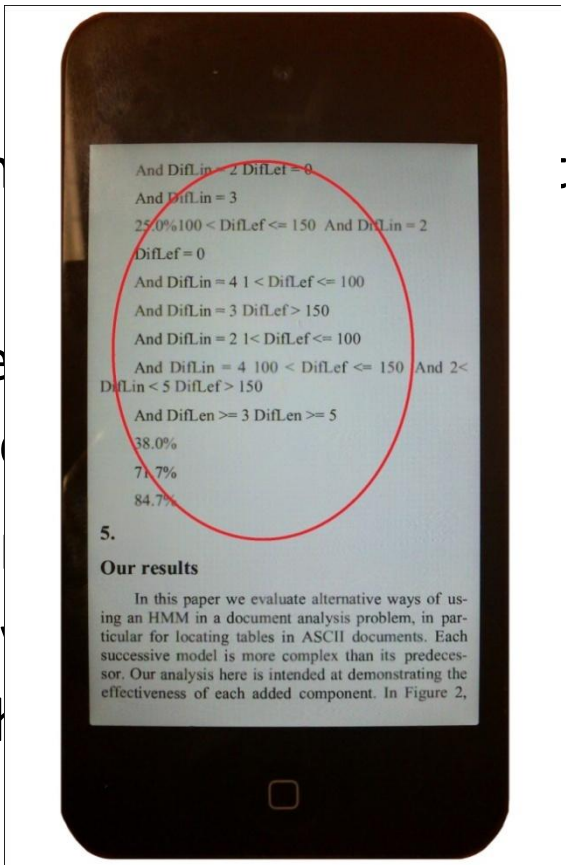 And DifLin = 2 DifLef = 0
And DifLin = 3
25.0%100 < DifLef <= 150 And DifLin = 2
DifLef = 0
And DifLin = 4 1 < DifLef <= 100
And DifLin = 3 DifLef > 150
And DifLin = 2 1< DifLef <= 100
And DifLin = 4 100 < DifLef <= 150 And 2<
DifLin < 5 DifLef > 150
And DifLen >= 3 DifLen >= 5
38.0%
71.7%
84.7%
5.
Our results
In this paper we evaluate alternative ways of us-
ing an HMM in a document analysis problem, in par-
ticular for locating tables in ASCII documents. Each
successive model is more complex than its predeces-
sor. Our analysis here is intended at demonstrating the
effectiveness of each added component. In Figure 2,